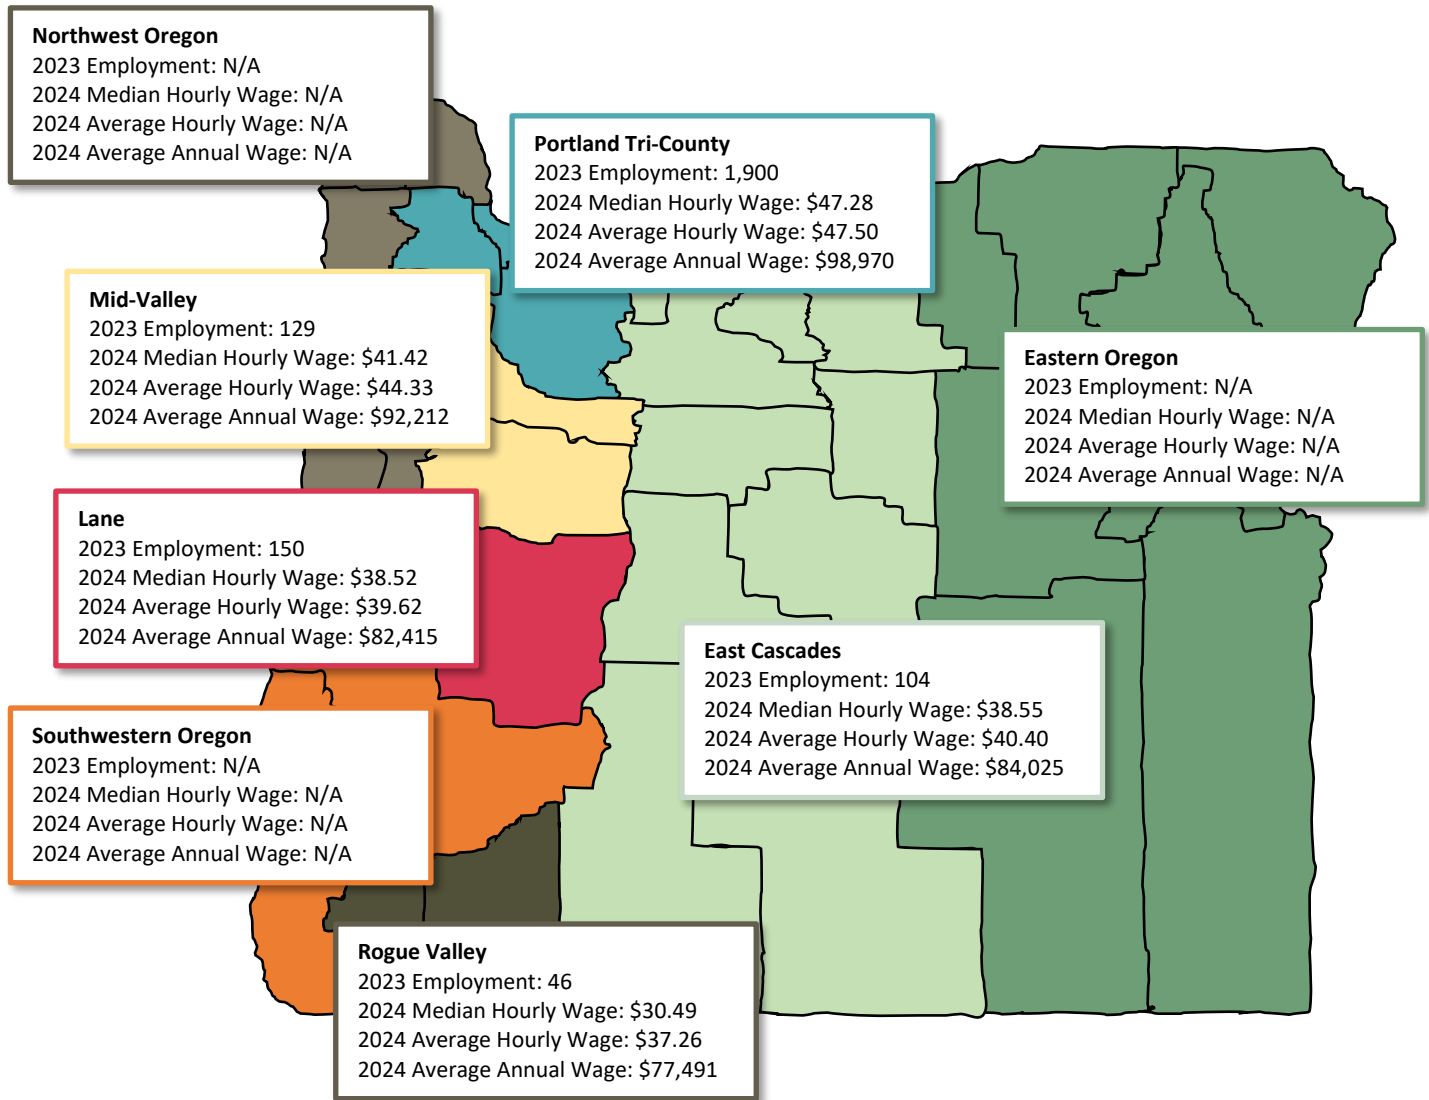 Northwest Oregon
2023 Employment: N/A
2024 Median Hourly Wage: N/A
2024 Average Hourly Wage: N/A
2024 Average Annual Wage: N/A
Portland Tri-County
2023 Employment: 1,900
2024 Median Hourly Wage: $47.28
2024 Average Hourly Wage: $47.50
2024 Average Annual Wage: $98,970
Mid-Valley
2023 Employment: 129
2024 Median Hourly Wage: $41.42
2024 Average Hourly Wage: $44.33
2024 Average Annual Wage: $92,212
Eastern Oregon
2023 Employment: N/A
2024 Median Hourly Wage: N/A
2024 Average Hourly Wage: N/A
2024 Average Annual Wage: N/A
Lane
2023 Employment: 150
2024 Median Hourly Wage: $38.52
2024 Average Hourly Wage: $39.62
2024 Average Annual Wage: $82,415
East Cascades
2023 Employment: 104
2024 Median Hourly Wage: $38.55
2024 Average Hourly Wage: $40.40
2024 Average Annual Wage: $84,025
Southwestern Oregon
2023 Employment: N/A
2024 Median Hourly Wage: N/A
2024 Average Hourly Wage: N/A
2024 Average Annual Wage: N/A
Rogue Valley
2023 Employment: 46
2024 Median Hourly Wage: $30.49
2024 Average Hourly Wage: $37.26
2024 Average Annual Wage: $77,491